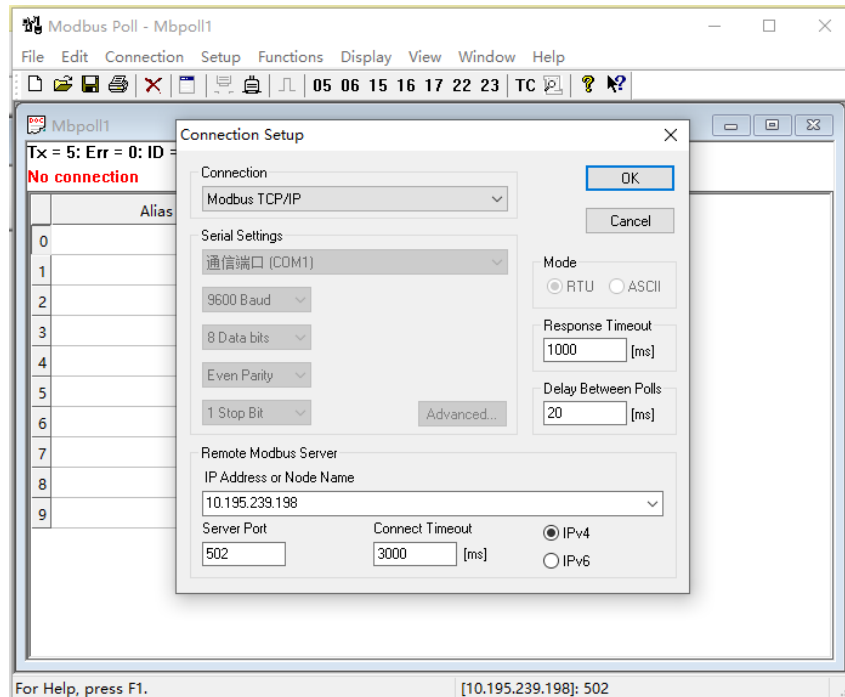 Modbus Poll - Mbpoll1
File Edit Connection Setup Functions Display View Window Help
05 06 15 16 17 22 23 TC
Mbpoll1
Tx = 5: Err = 0: ID =
No connection
Alias
0
1
2
3
4
5
6
7
8
9
Connection Setup
Connection
Modbus TCP/IP
OK
Cancel
Serial Settings
通信端口 (COM1)
9600 Baud
8 Data bits
Even Parity
1 Stop Bit
Advanced...
Mode
RTU ASCII
Response Timeout
1000 [ms]
Delay Between Polls
20 [ms]
Remote Modbus Server
IP Address or Node Name
10.195.239.198
Server Port Connect Timeout
502 3000 [ms]
IPv4
IPv6
For Help, press F1. [10.195.239.198]: 502